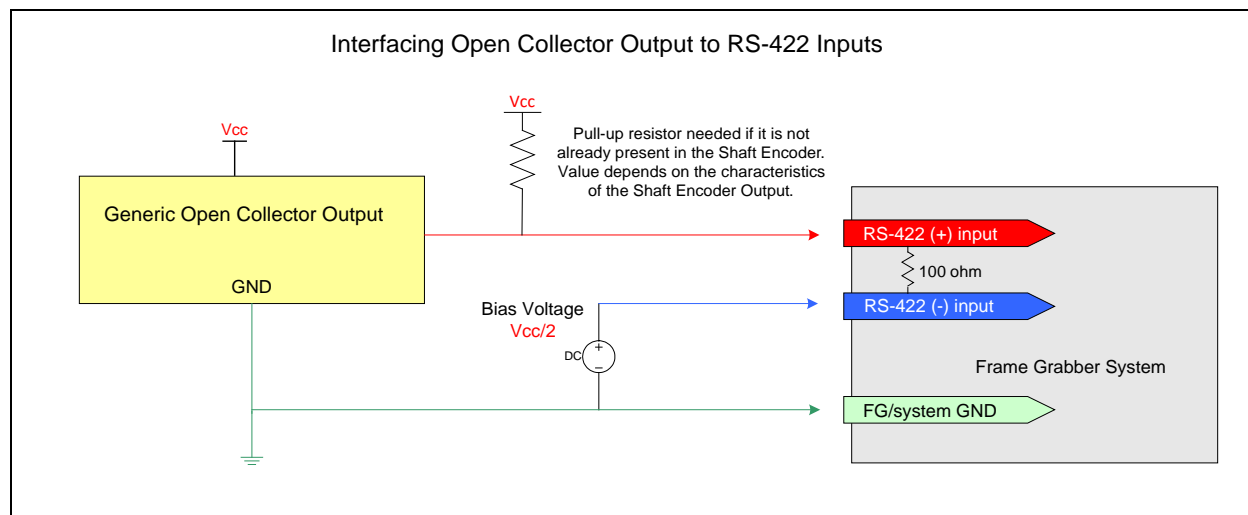 Interfacing Open Collector Output to RS-422 Inputs
Vcc
Vcc
Pull-up resistor needed if it is not
already present in the Shaft Encoder.
Value depends on the characteristics
of the Shaft Encoder Output.
Generic Open Collector Output
GND
RS-422 (+) input
100 ohm
RS-422 (-) input
Bias Voltage
Vcc/2
DC
+
−
Frame Grabber System
FG/system GND